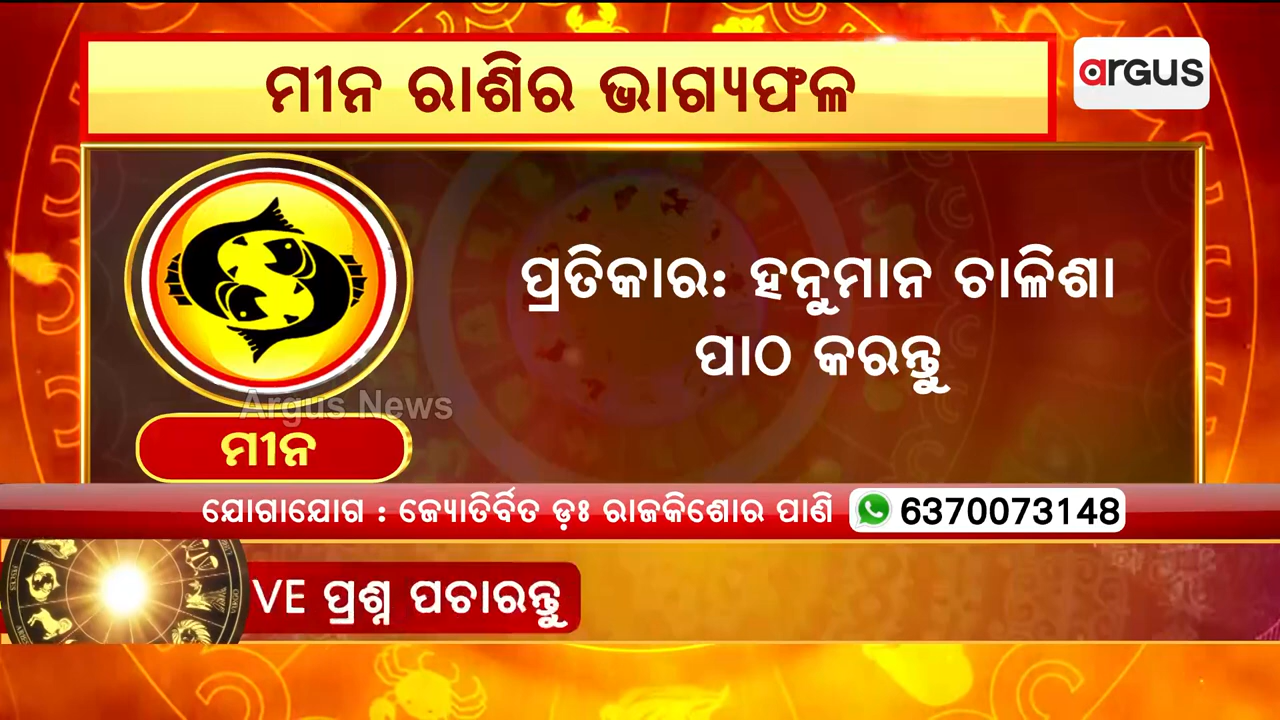 ମୀନ ରାଶିର ଭାଗ୍ୟଫଳ
argus
ପ୍ରତିକାର: ହନୁମାନ ଚାଳିଶା
ପାଠ କରନ୍ତୁ
Argus News
ମୀନ
ଯୋଗାଯୋଗ : ଜ୍ୟୋତିର୍ବିତ ଡ଼ଃ ରାଜକିଶୋର ପାଣି 6370073148
VE ପ୍ରଶ୍ନ ପଚାରନ୍ତୁ